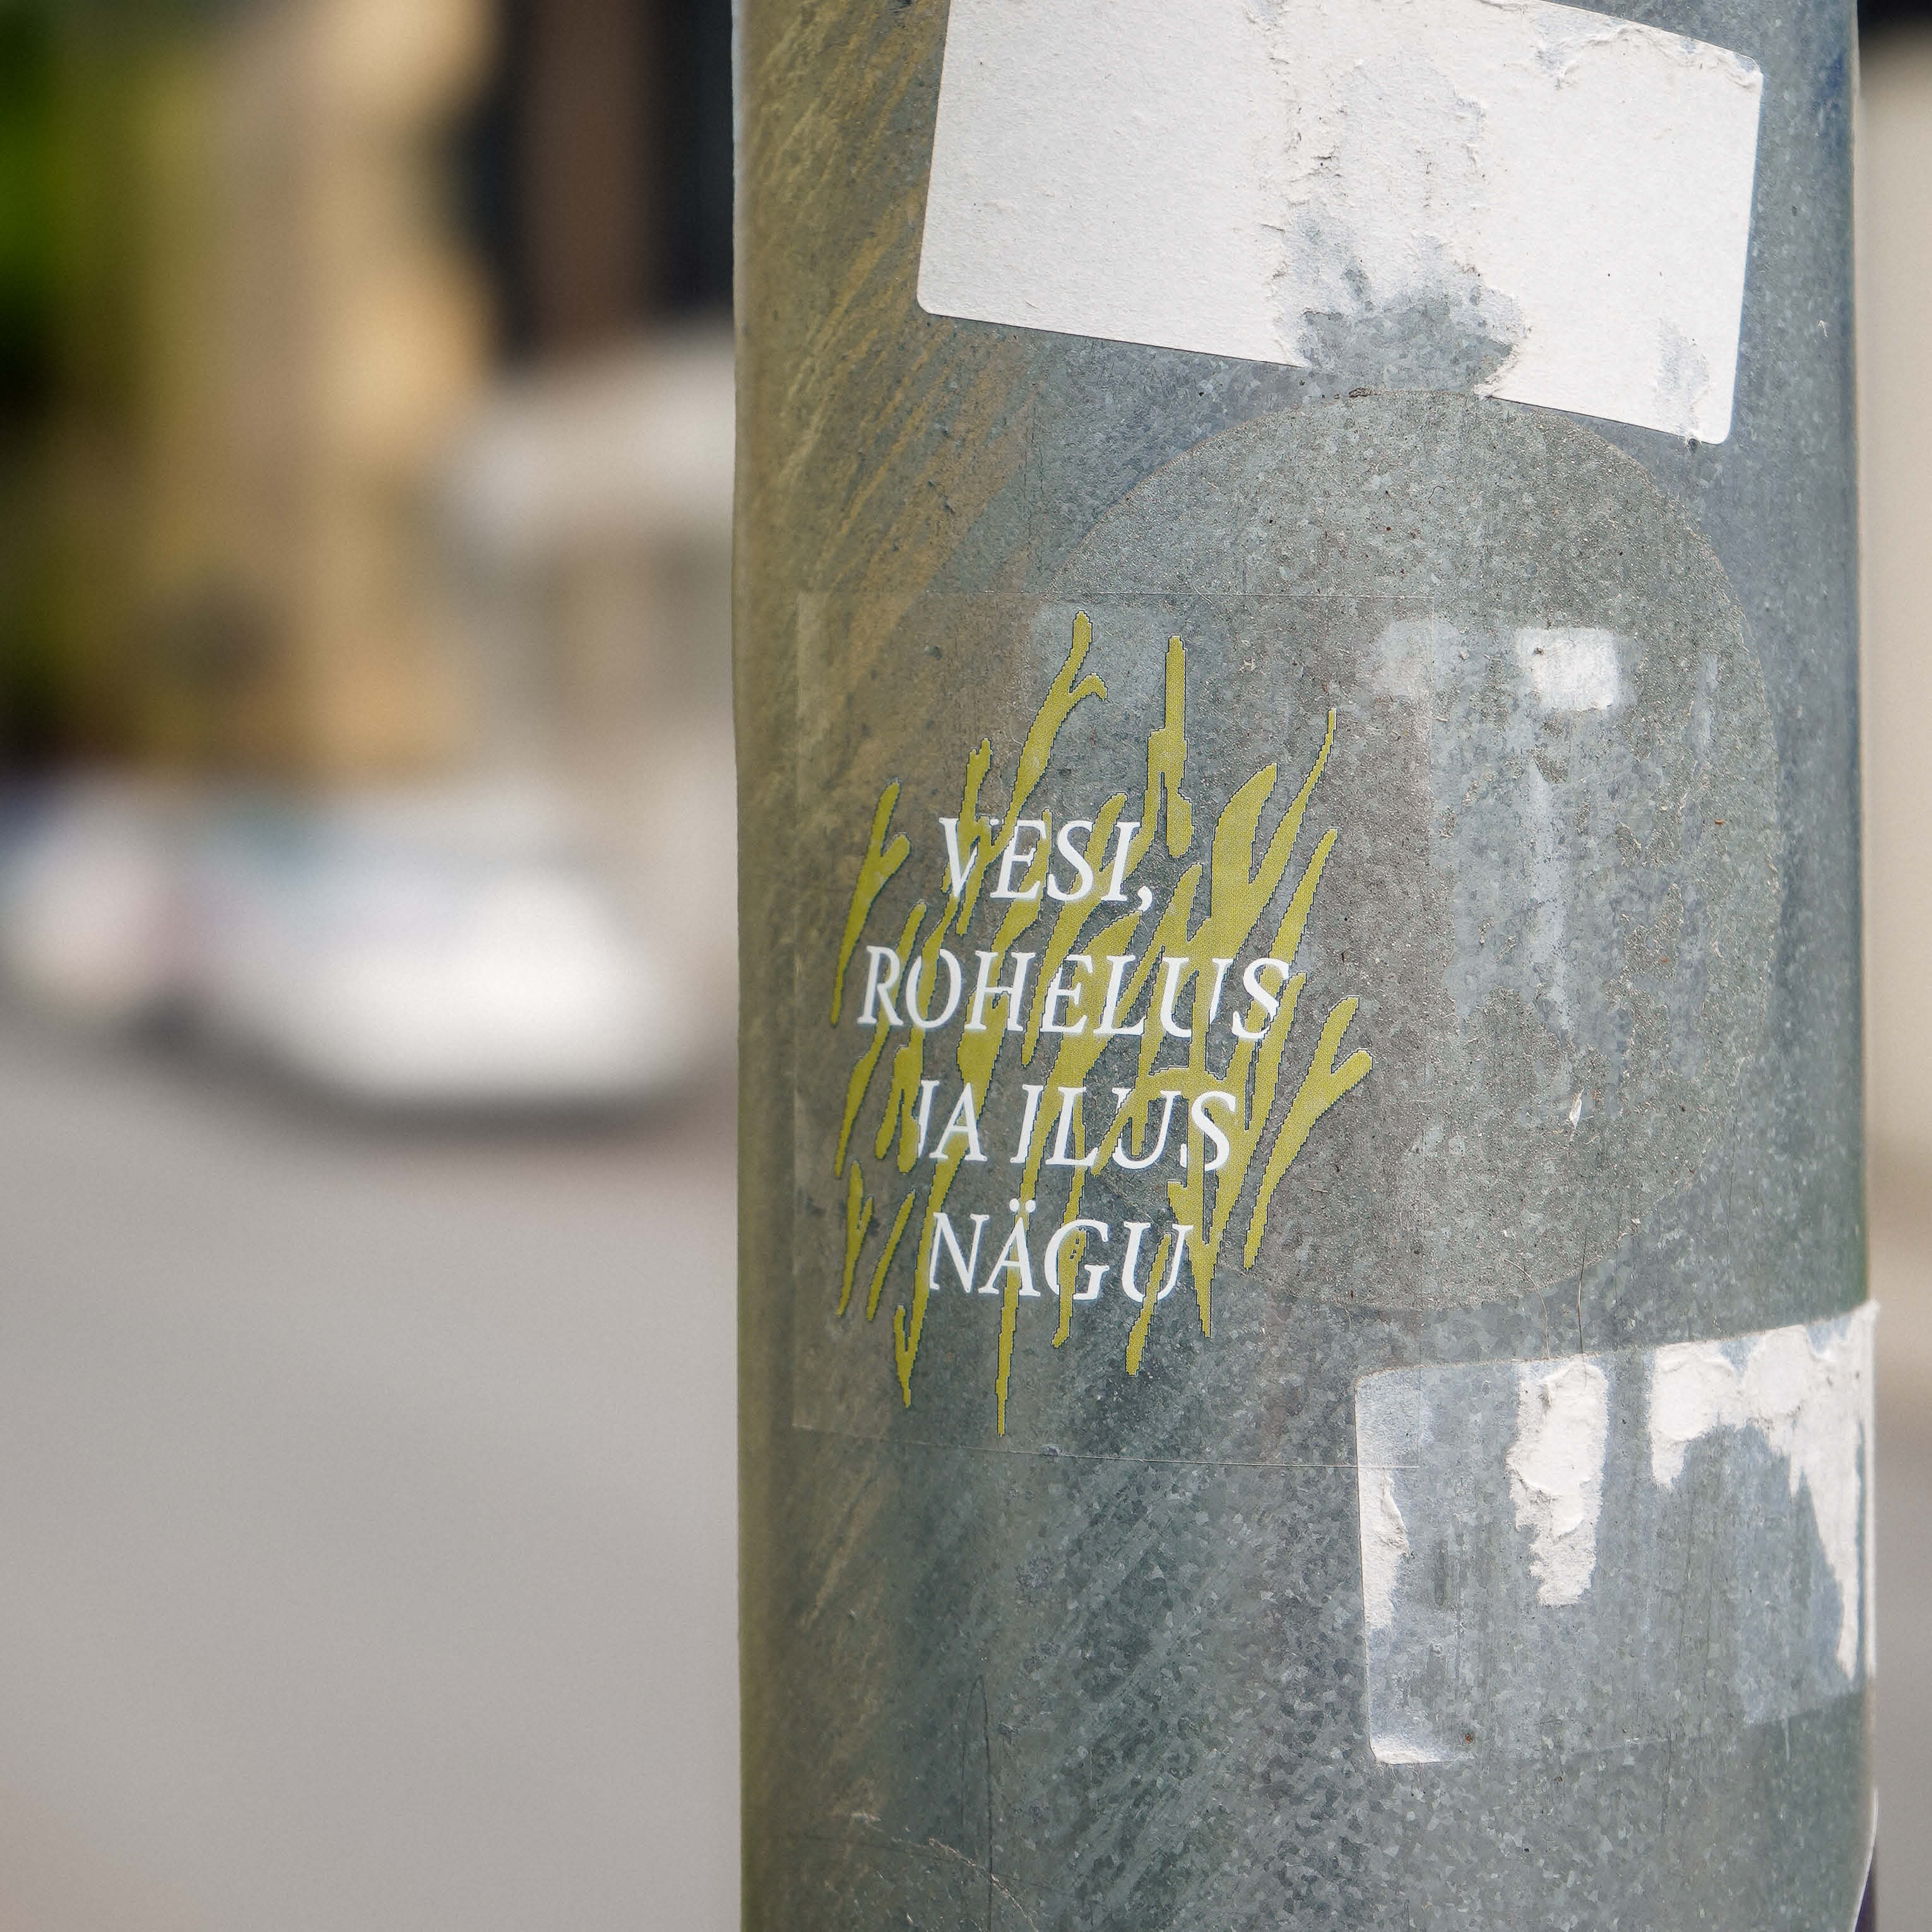 VESI,
ROHELUS
JA ILUS
NÄGU